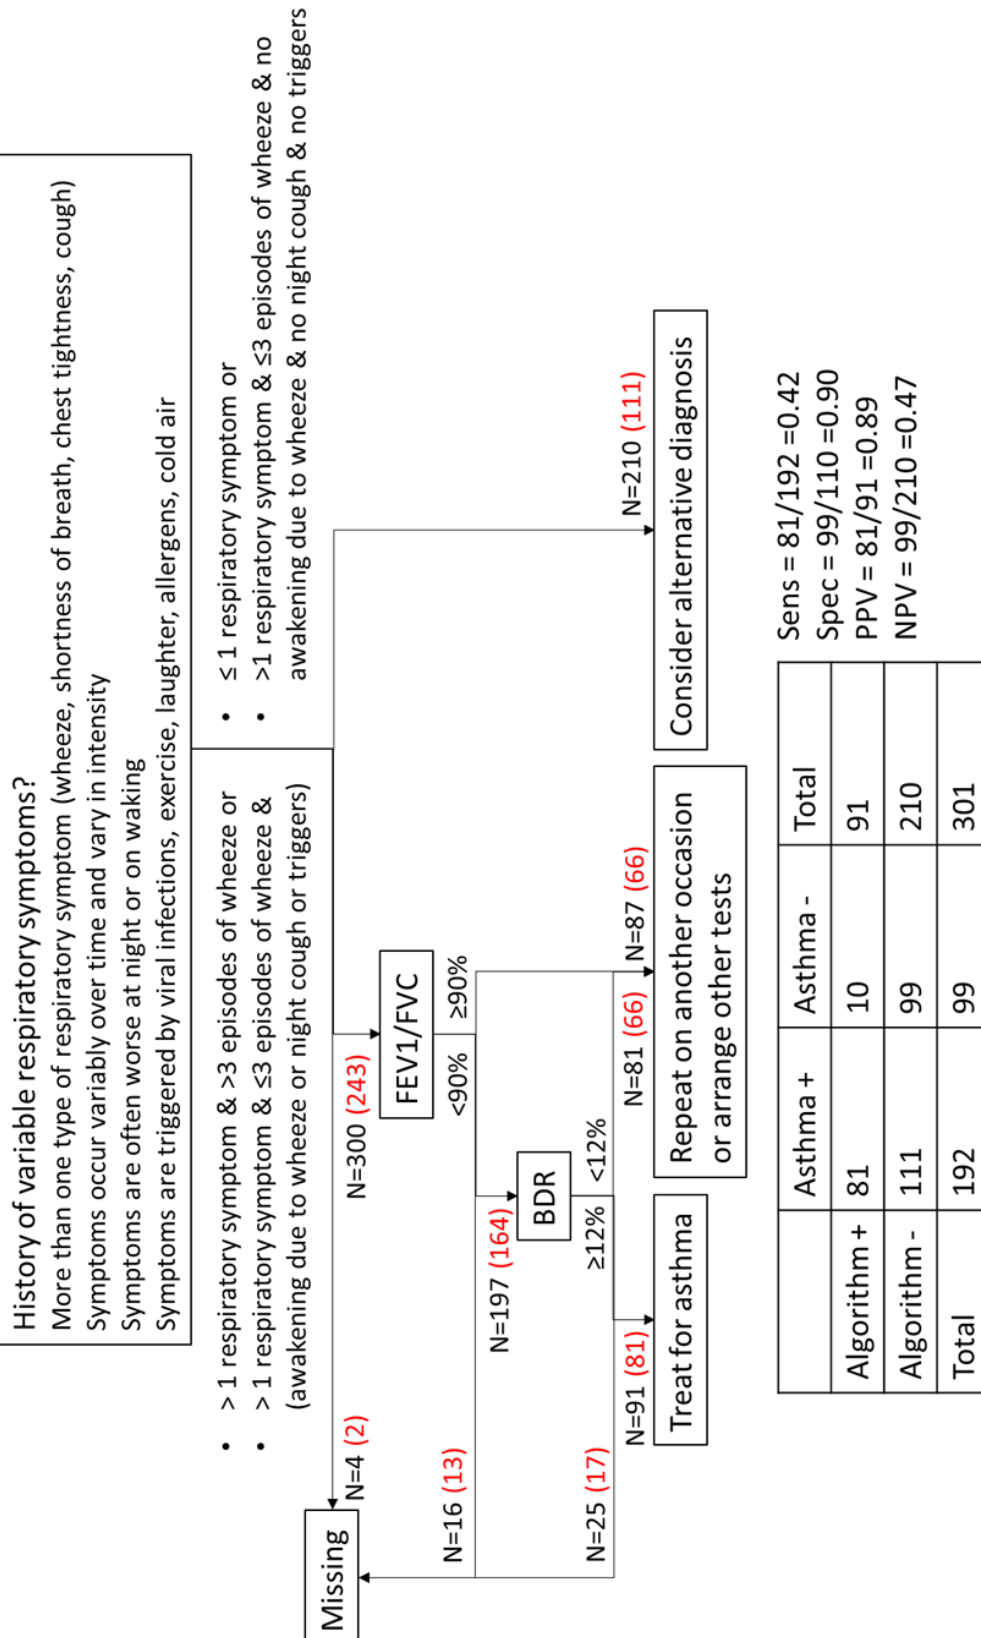 History of variable respiratory symptoms?
More than one type of respiratory symptom (wheeze, shortness of breath, chest tightness, cough)
Symptoms occur variably over time and vary in intensity
Symptoms are often worse at night or on waking
Symptoms are triggered by viral infections, exercise, laughter, allergens, cold air
• > 1 respiratory symptom & >3 episodes of wheeze or
• > 1 respiratory symptom & ≤3 episodes of wheeze &
(awakening due to wheeze or night cough or triggers)
• ≤ 1 respiratory symptom or
• >1 respiratory symptom & ≤3 episodes of wheeze & no
awakening due to wheeze & no night cough & no triggers
Missing
N=4 (2)
N=300 (243)
FEV1/FVC
<90%
≥90%
N=16 (13)
N=197 (164)
BDR
≥12%
<12%
N=25 (17)
N=91 (81)
N=81 (66)
N=87 (66)
N=210 (111)
Treat for asthma
Repeat on another occasion
or arrange other tests
Consider alternative diagnosis
Asthma + Asthma - Total
Algorithm + 81 10 91
Algorithm - 111 99 210
Total 192 99 301
Sens = 81/192 =0.42
Spec = 99/110 =0.90
PPV = 81/91 =0.89
NPV = 99/210 =0.47